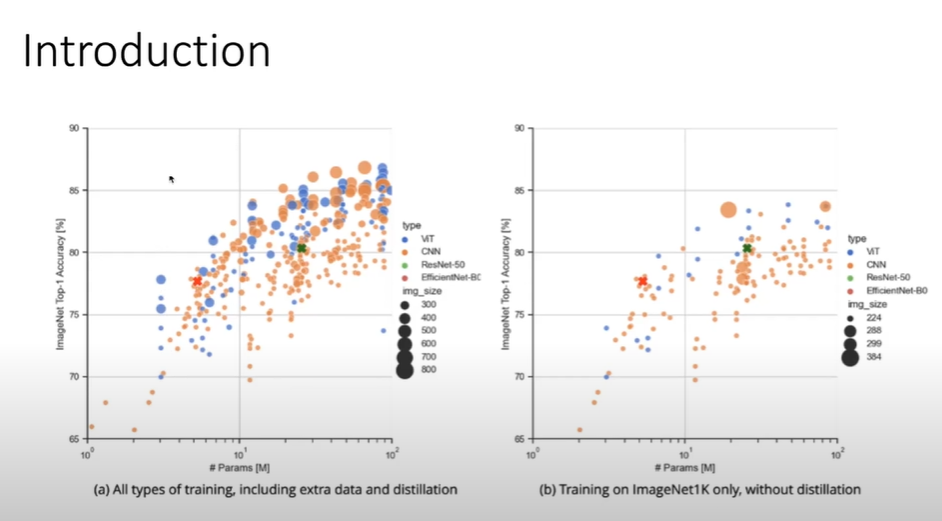 Introduction
90
85
80
75
70
65
ImageNet Top-1 Accuracy [%]
10^0
10^1
10^2
# Params [M]
type
ViT
CNN
ResNet-50
EfficientNet-BC
img_size
300
400
500
600
700
800
(a) All types of training, including extra data and distillation
90
85
80
75
70
65
ImageNet Top-1 Accuracy [%]
10^0
10^1
10^2
# Params [M]
type
ViT
CNN
ResNet-50
EfficientNet-B0
img_size
224
288
299
384
(b) Training on ImageNet1K only, without distillation